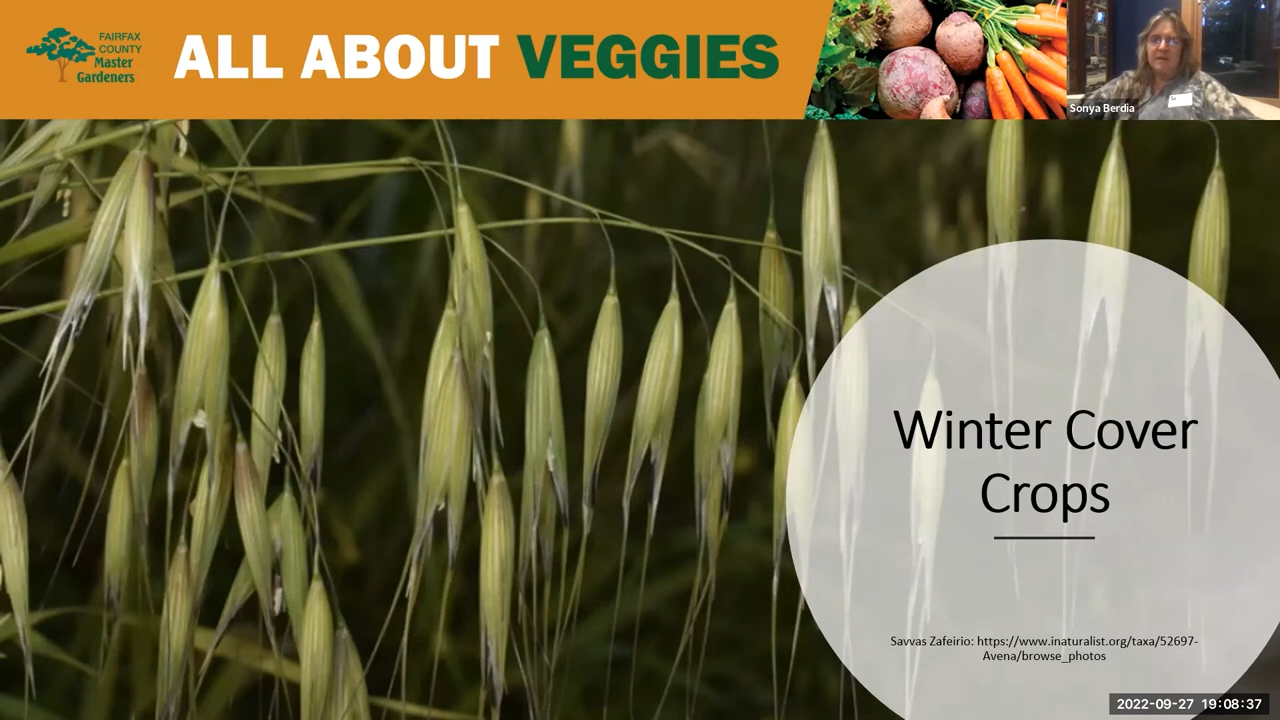 FAIRFAX
COUNTY
Master
Gardeners
ALL ABOUT VEGGIES
Sonya Berdia
Winter Cover
Crops
Savvas Zafeirio: https://www.inaturalist.org/taxa/52697-
Avena/browse_photos
2022-09-27 19:08:37